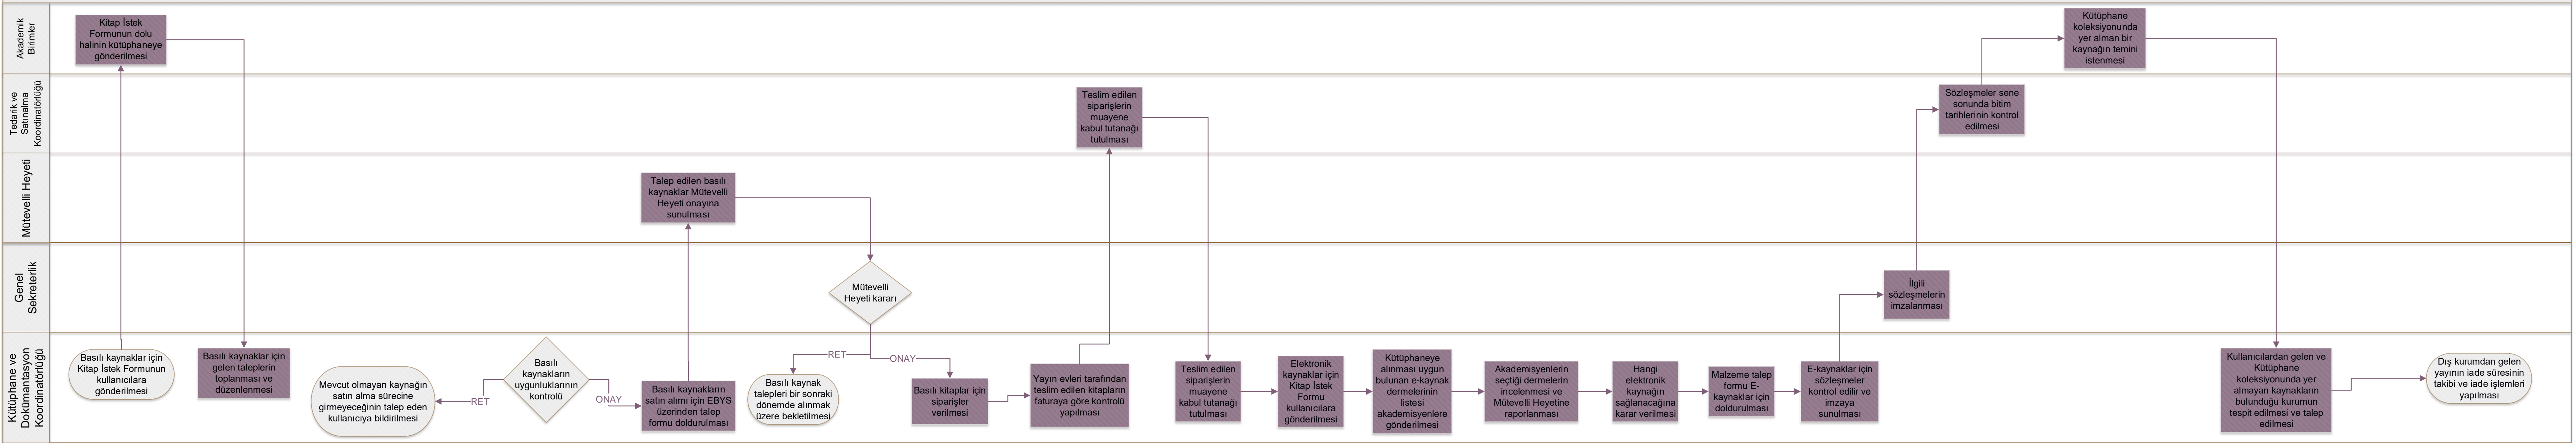 Akademik
Birimler
Kitap İstek
Formunun dolu
halinin kütüphaneye
gönderilmesi
Kütüphane
koleksiyonunda
yer alman bir
kaynağın temini
istenmesi
Tedarik ve
Satınalma
Koordinatörlüğü
Teslim edilen
siparişlerin
muayene
kabul tutanağı
tutulması
Sözleşmeler sene
sonunda bitim
tarihlerinin kontrol
edilmesi
Mütevelli Heyeti
Talep edilen basılı
kaynaklar Mütevelli
Heyeti onayına
sunulması
Genel
Sekreterlik
Mütevelli
Heyeti kararı
İlgili
sözleşmelerin
imzalanması
Kütüphane ve
Dokümantasyon
Koordinatörlüğü
Basılı kaynaklar için
Kitap İstek Formunun
kullanıcılara
gönderilmesi
Basılı kaynaklar için
gelen taleplerin
toplanması ve
düzenlenmesi
Mevcut olmayan kaynağın
satın alma sürecine
girmeyeceğinin talep eden
kullanıcıya bildirilmesi
RET
Basılı
kaynakların
uygunluklarının
kontrolü
ONAY
Basılı kaynakların
satın alımı için EBYS
üzerinden talep
formu doldurulması
RET
Basılı kaynak
talepleri bir sonraki
dönemde alınmak
üzere bekletilmesi
ONAY
Basılı kitaplar için
siparişler
verilmesi
Yayın evleri tarafından
teslim edilen kitapların
faturaya göre kontrolü
yapılması
Teslim edilen
siparişlerin
muayene
kabul tutanağı
tutulması
Elektronik
kaynaklar için
Kitap İstek
Formu
kullanıcılara
gönderilmesi
Kütüphaneye
alınması uygun
bulunan e-kaynak
dermelerinin
listesi
akademisyenlere
gönderilmesi
Akademisyenlerin
seçtiği dermelerin
incelenmesi ve
Mütevelli Heyetine
raporlanması
Hangi
elektronik
kaynağın
sağlanacağına
karar verilmesi
Malzeme talep
formu E-
kaynaklar için
doldurulması
E-kaynaklar için
sözleşmeler
kontrol edilir ve
imzaya
sunulması
Kullanıcılardan gelen ve
Kütüphane
koleksiyonunda yer
almayan kaynakların
bulunduğu kurumun
tespit edilmesi ve talep
edilmesi
Dış kurumdan gelen
yayının iade süresinin
takibi ve iade işlemleri
yapılması